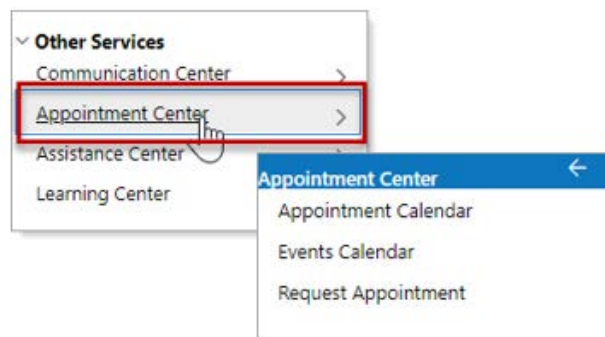 Other Services
Communication Center
Appointment Center
Assistance Center
Learning Center
Appointment Center
Appointment Calendar
Events Calendar
Request Appointment